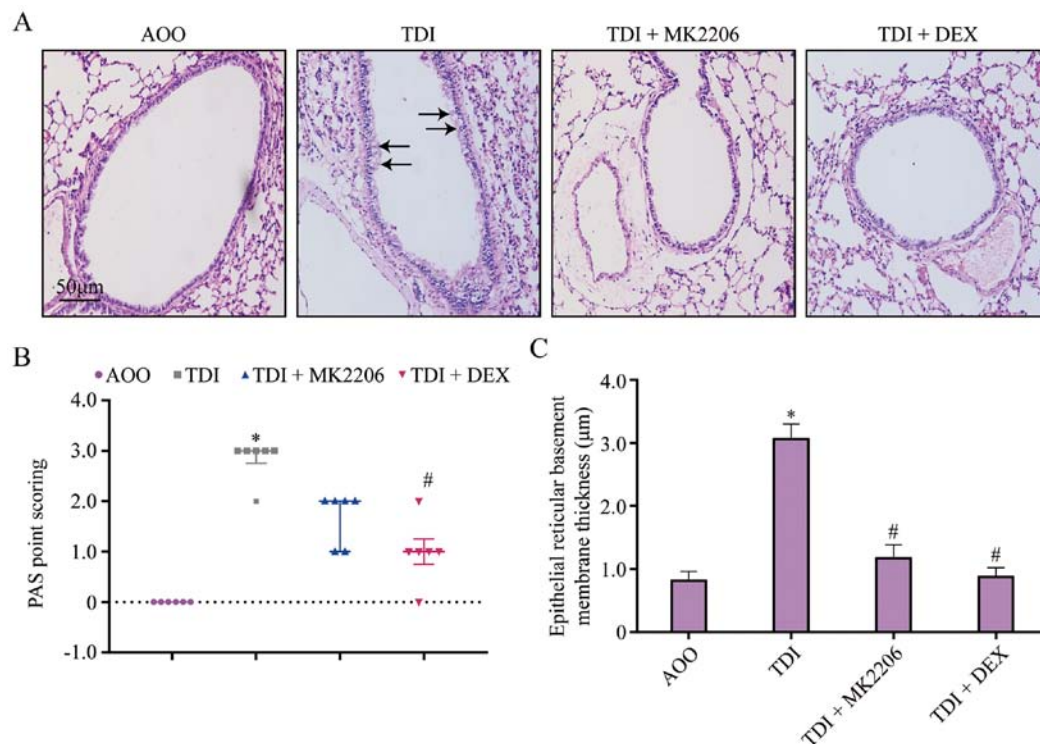 A
AOO
TDI
TDI + MK2206
TDI + DEX
50μm
B
AOO
TDI
TDI + MK2206
TDI + DEX
PAS point scoring
4.0
3.0
2.0
1.0
0
-1.0
*
#
C
Epithelial reticular basement
membrane thickness (μm)
4.0
3.0
2.0
1.0
0
*
#
#
AOO
TDI
TDI + MK2206
TDI + DEX